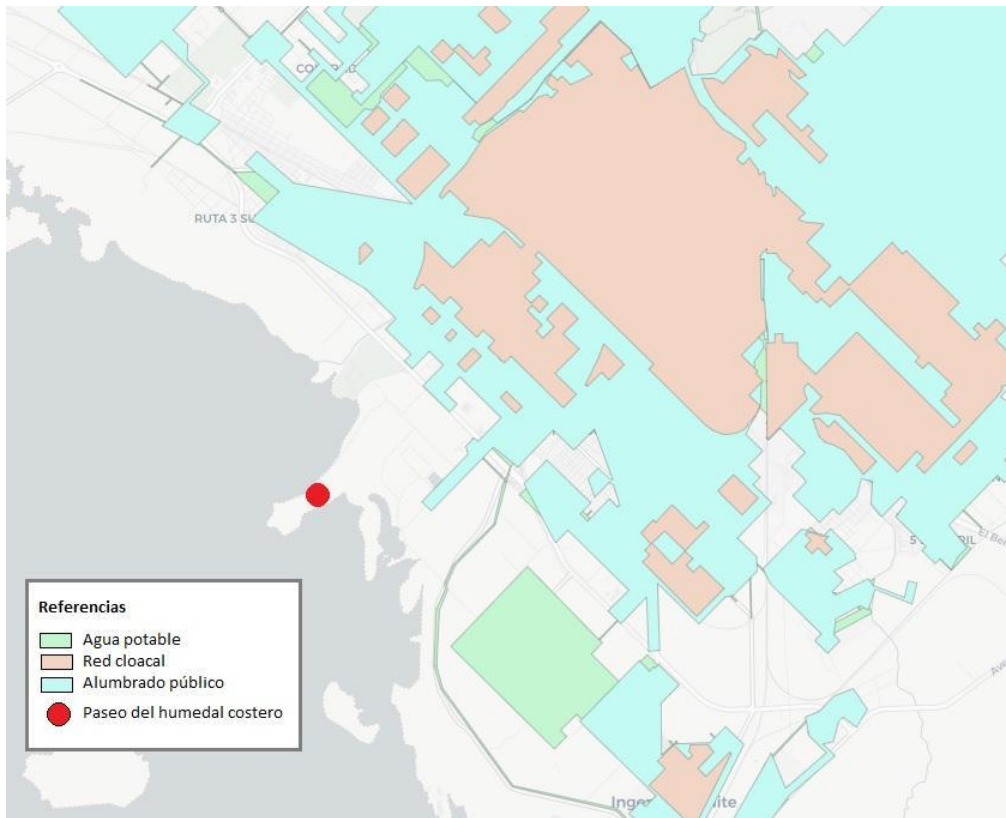 RUTA 3 SU
Referencias
Agua potable
Red cloacal
Alumbrado público
Paseo del humedal costero